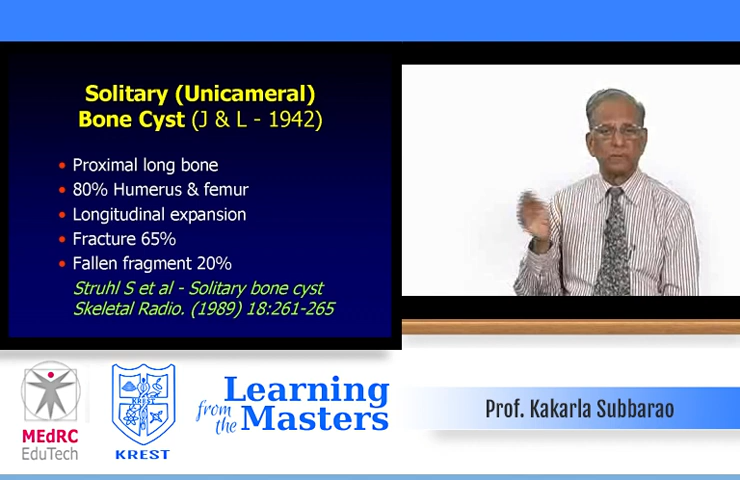 Solitary (Unicameral)
Bone Cyst (J & L - 1942)
• Proximal long bone
• 80% Humerus & femur
• Longitudinal expansion
• Fracture 65%
• Fallen fragment 20%
Struhl S et al - Solitary bone cyst
Skeletal Radio. (1989) 18:261-265
MEdRC
EduTech
KREST
KREST
Learning
from the Masters
Prof. Kakarla Subbarao